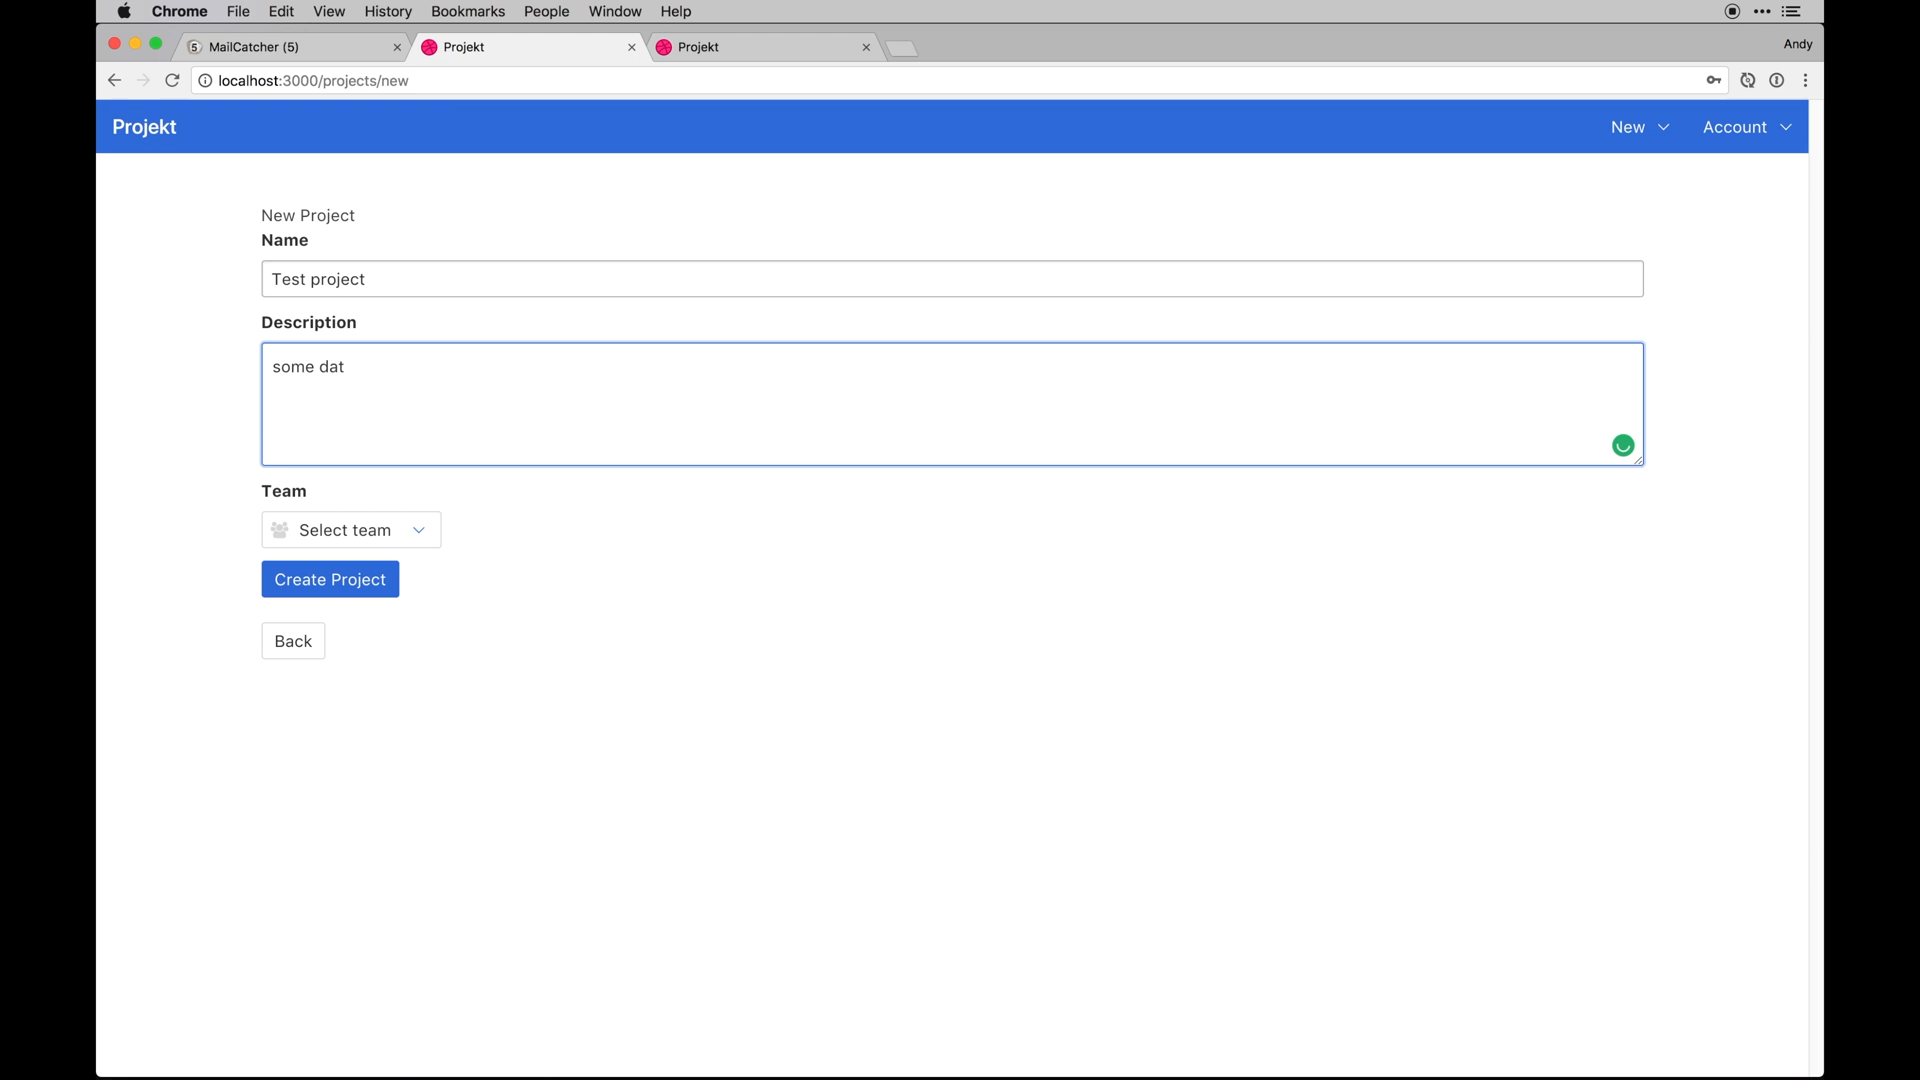 Chrome File Edit View History Bookmarks People Window Help
5 MailCatcher (5) Projekt Projekt Andy
localhost:3000/projects/new
Projekt New Account
New Project
Name
Test project
Description
some dat
Team
Select team
Create Project
Back